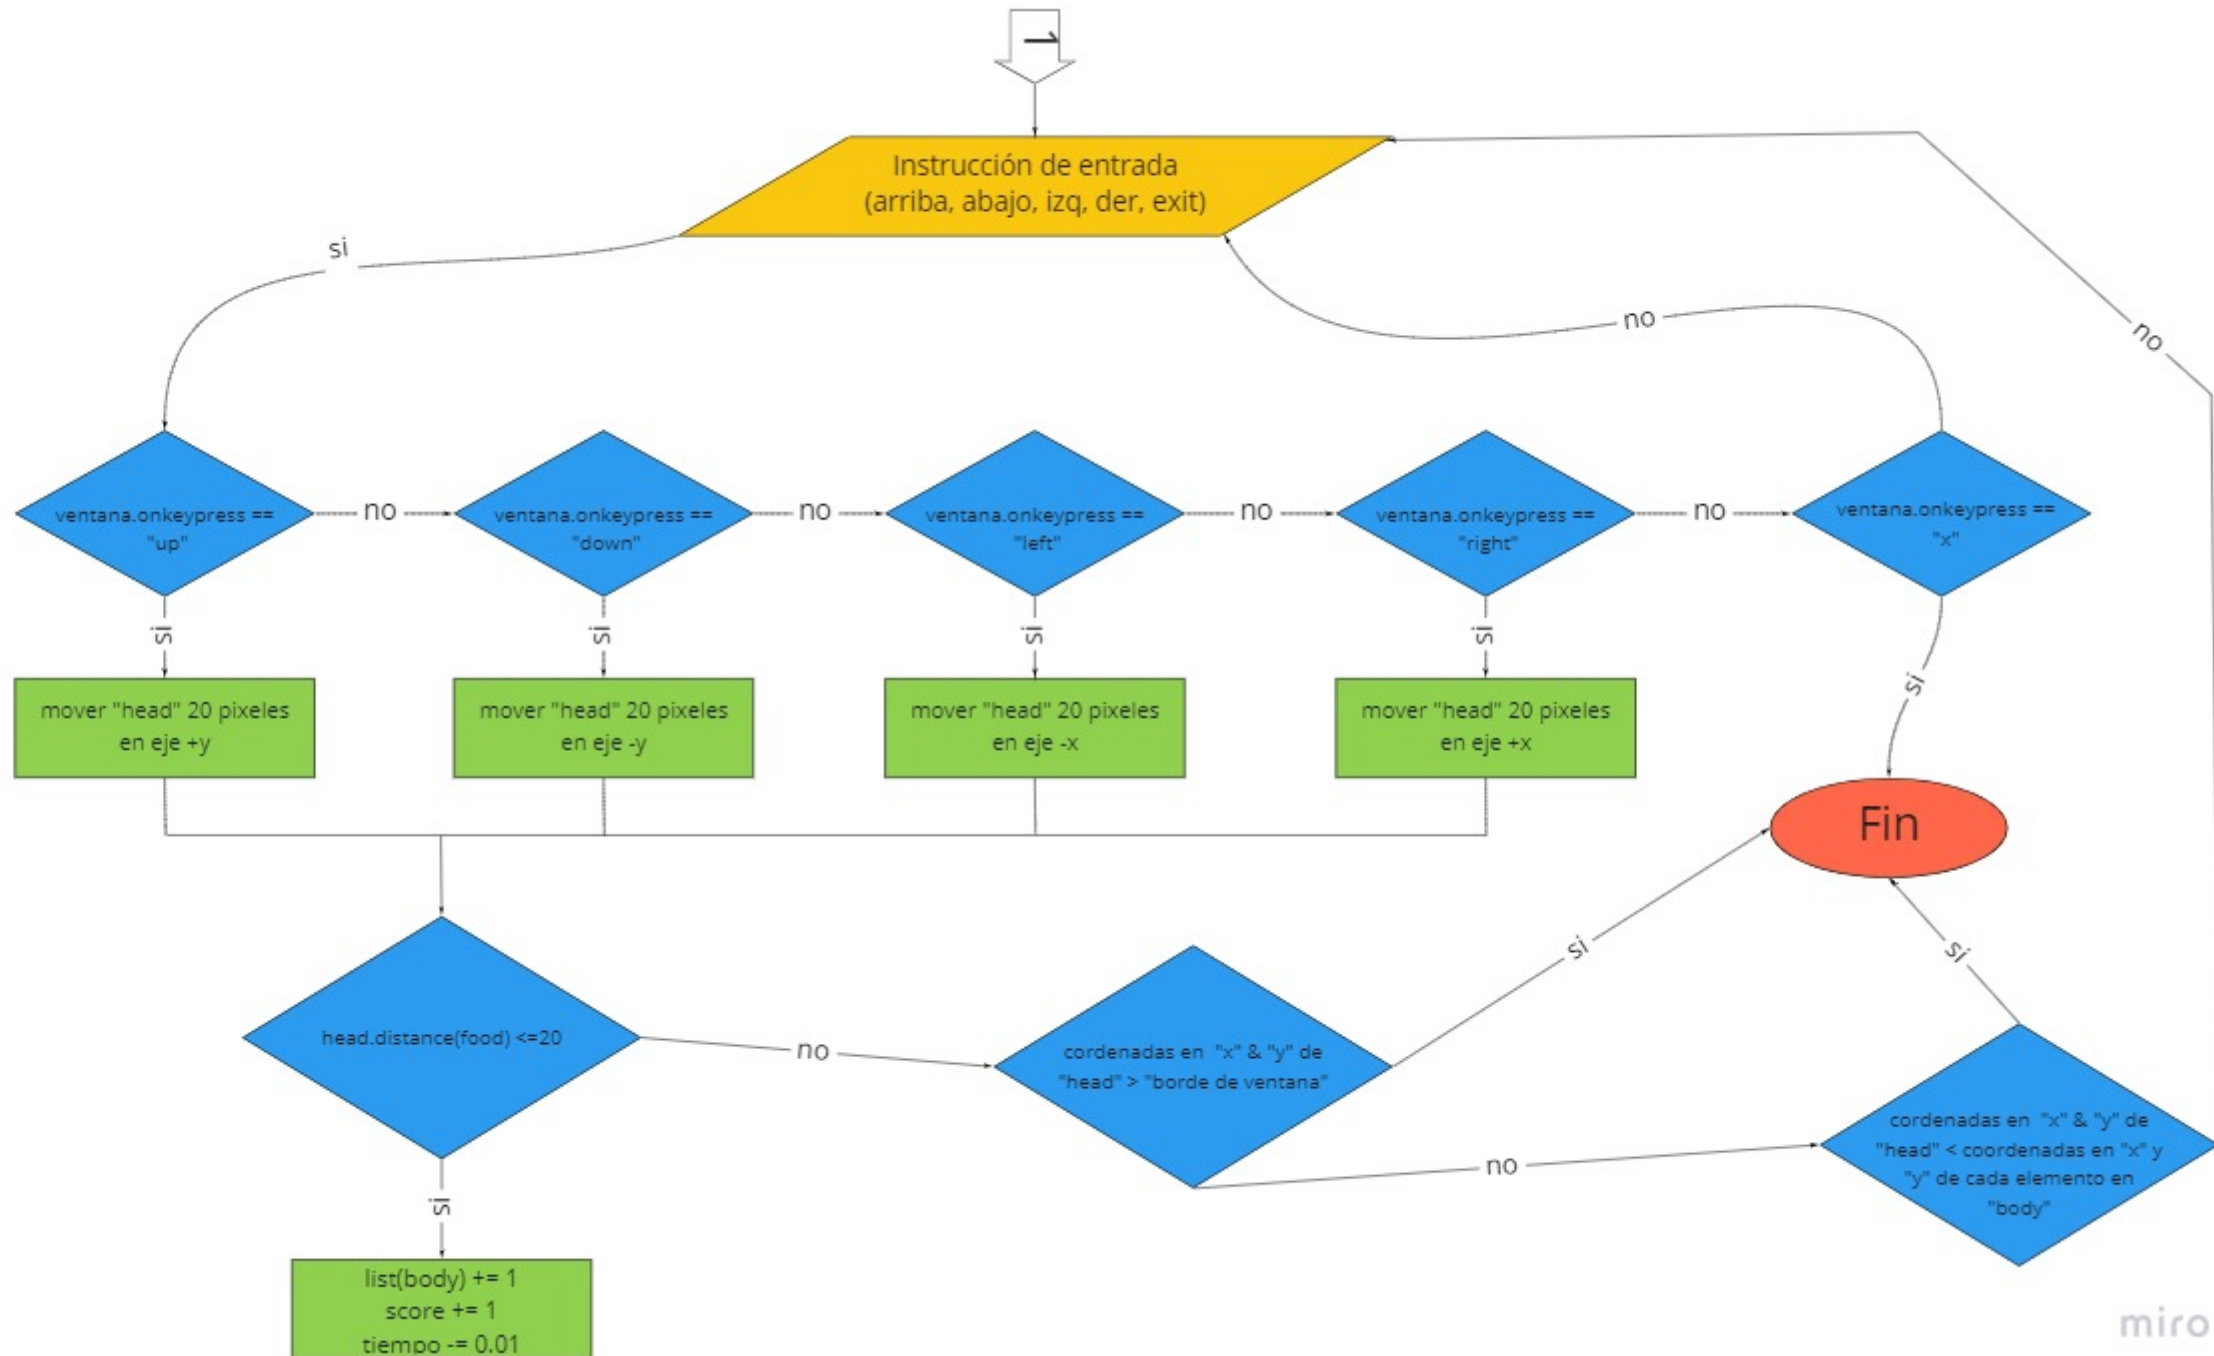 1
Instrucción de entrada
(arriba, abajo, izq, der, exit)
si
no
no
ventana.onkeypress ==
"up"
no
ventana.onkeypress ==
"down"
no
ventana.onkeypress ==
"left"
no
ventana.onkeypress ==
"right"
no
ventana.onkeypress ==
"x"
si
si
si
si
si
mover "head" 20 pixeles
en eje +y
mover "head" 20 pixeles
en eje -y
mover "head" 20 pixeles
en eje -x
mover "head" 20 pixeles
en eje +x
Fin
head.distance(food) <=20
no
cordenadas en "x" & "y" de
"head" > "borde de ventana"
si
si
no
cordenadas en "x" & "y" de
"head" < coordenadas en "x" y
"y" de cada elemento en
"body"
si
list(body) += 1
score += 1
tiempo -= 0.01
miro